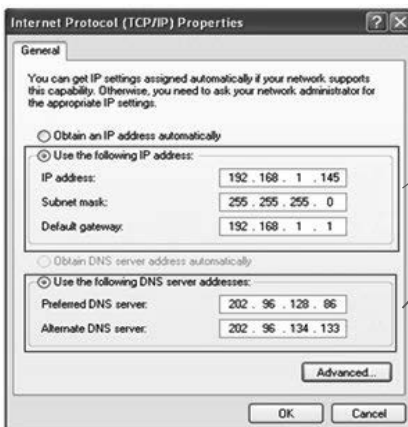 Internet Protocol (TCP/IP) Properties
General
You can get IP settings assigned automatically if your network supports
this capability. Otherwise, you need to ask your network administrator for
the appropriate IP settings.
Obtain an IP address automatically
Use the following IP address:
IP address: 192 . 168 . 1 . 145
Subnet mask: 255 . 255 . 255 . 0
Default gateway: 192 . 168 . 1 . 1
Obtain DNS server address automatically
Use the following DNS server addresses:
Preferred DNS server: 202 . 96 . 128 . 86
Alternate DNS server: 202 . 96 . 134 . 133
Advanced...
OK Cancel